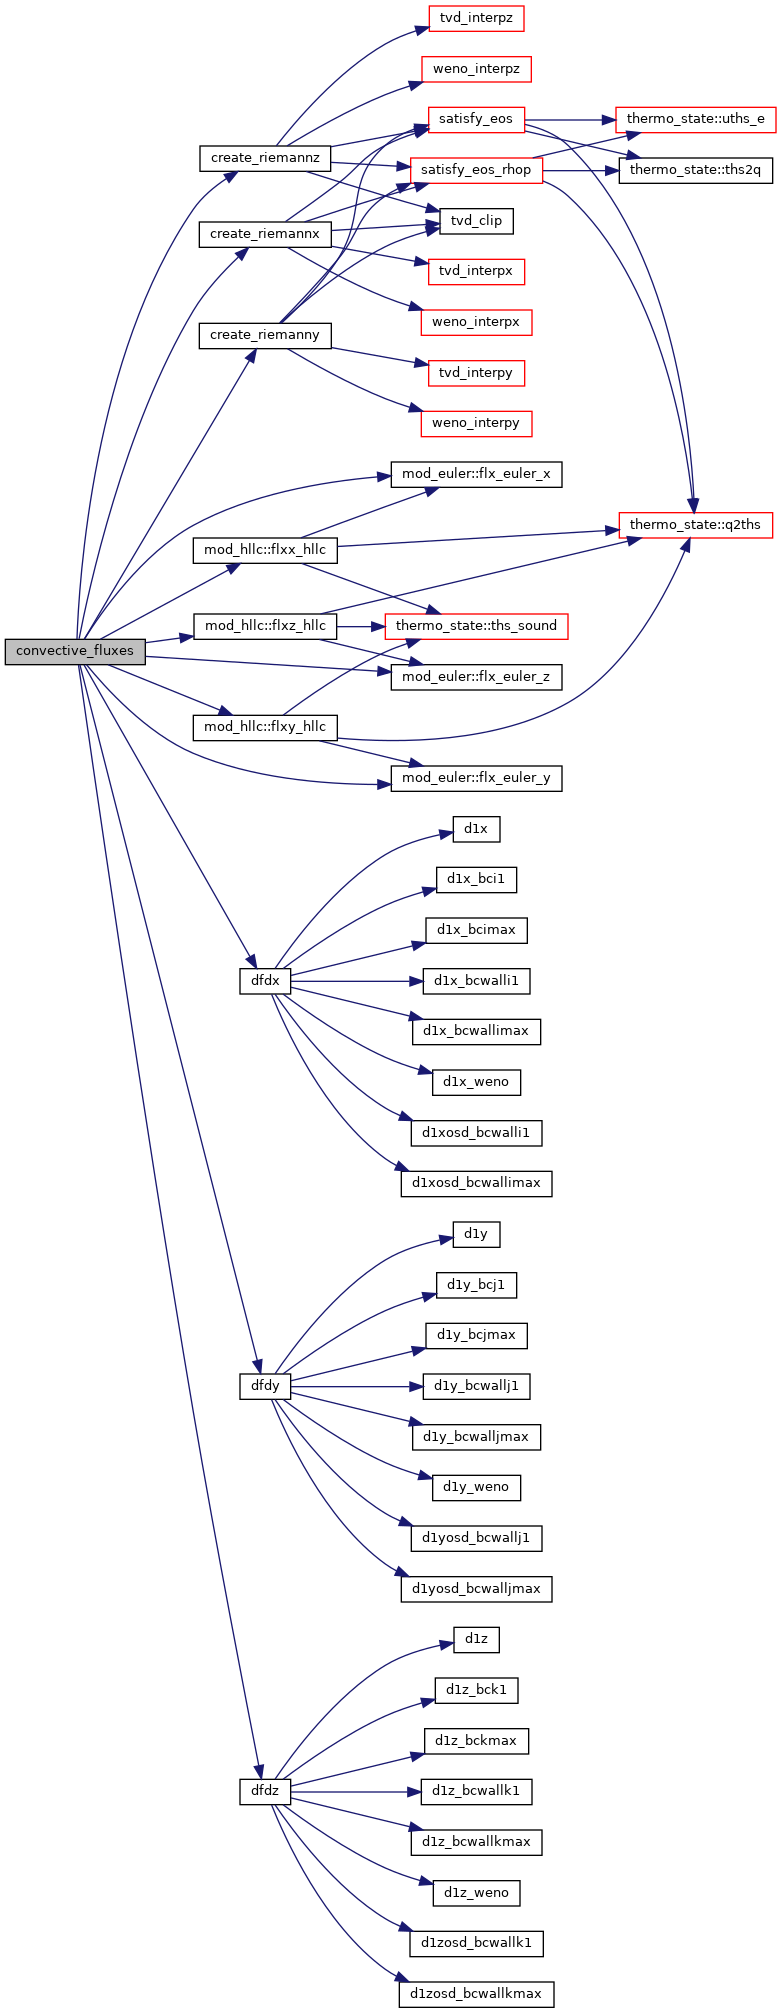 tvd_interpz
weno_interpz
satisfy_eos
thermo_state::uths_e
create_riemannz
satisfy_eos_rhop
thermo_state::ths2q
tvd_clip
create_riemannx
tvd_interpx
weno_interpx
create_riemanny
tvd_interpy
weno_interpy
mod_euler::flx_euler_x
thermo_state::q2ths
mod_hllc::flxx_hllc
mod_hllc::flxz_hllc
thermo_state::ths_sound
convective_fluxes
mod_euler::flx_euler_z
mod_hllc::flxy_hllc
mod_euler::flx_euler_y
d1x
d1x_bci1
d1x_bcimax
dfdx
d1x_bcwalli1
d1x_bcwallimax
d1x_weno
d1xosd_bcwalli1
d1xosd_bcwallimax
d1y
d1y_bcj1
d1y_bcjmax
dfdy
d1y_bcwallj1
d1y_bcwalljmax
d1y_weno
d1yosd_bcwallj1
d1yosd_bcwalljmax
d1z
d1z_bck1
d1z_bckmax
dfdz
d1z_bcwallk1
d1z_bcwallkmax
d1z_weno
d1zosd_bcwallk1
d1zosd_bcwallkmax